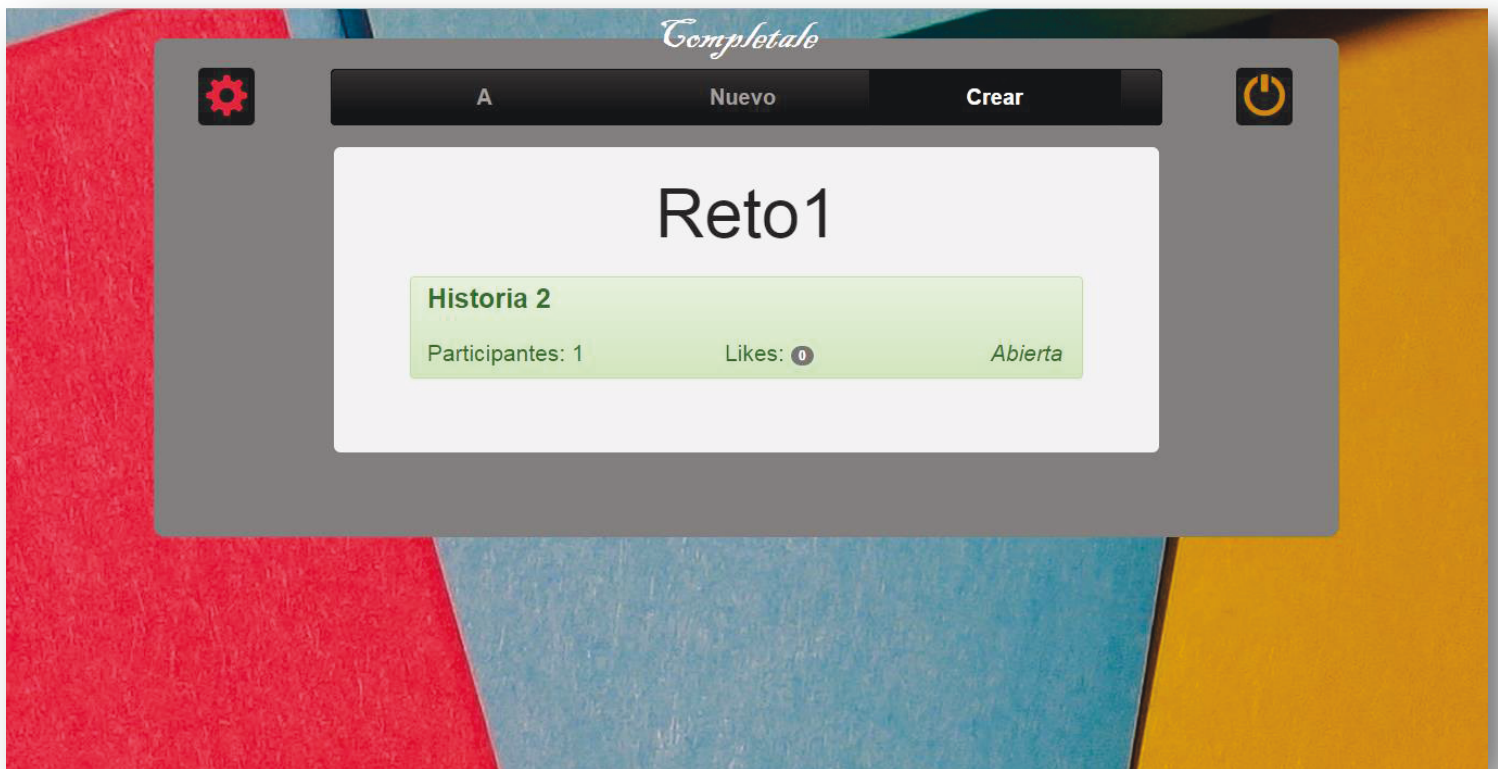 Completale
A Nuevo Crear
Reto1
Historia 2
Participantes: 1 Likes: 0 Abierta